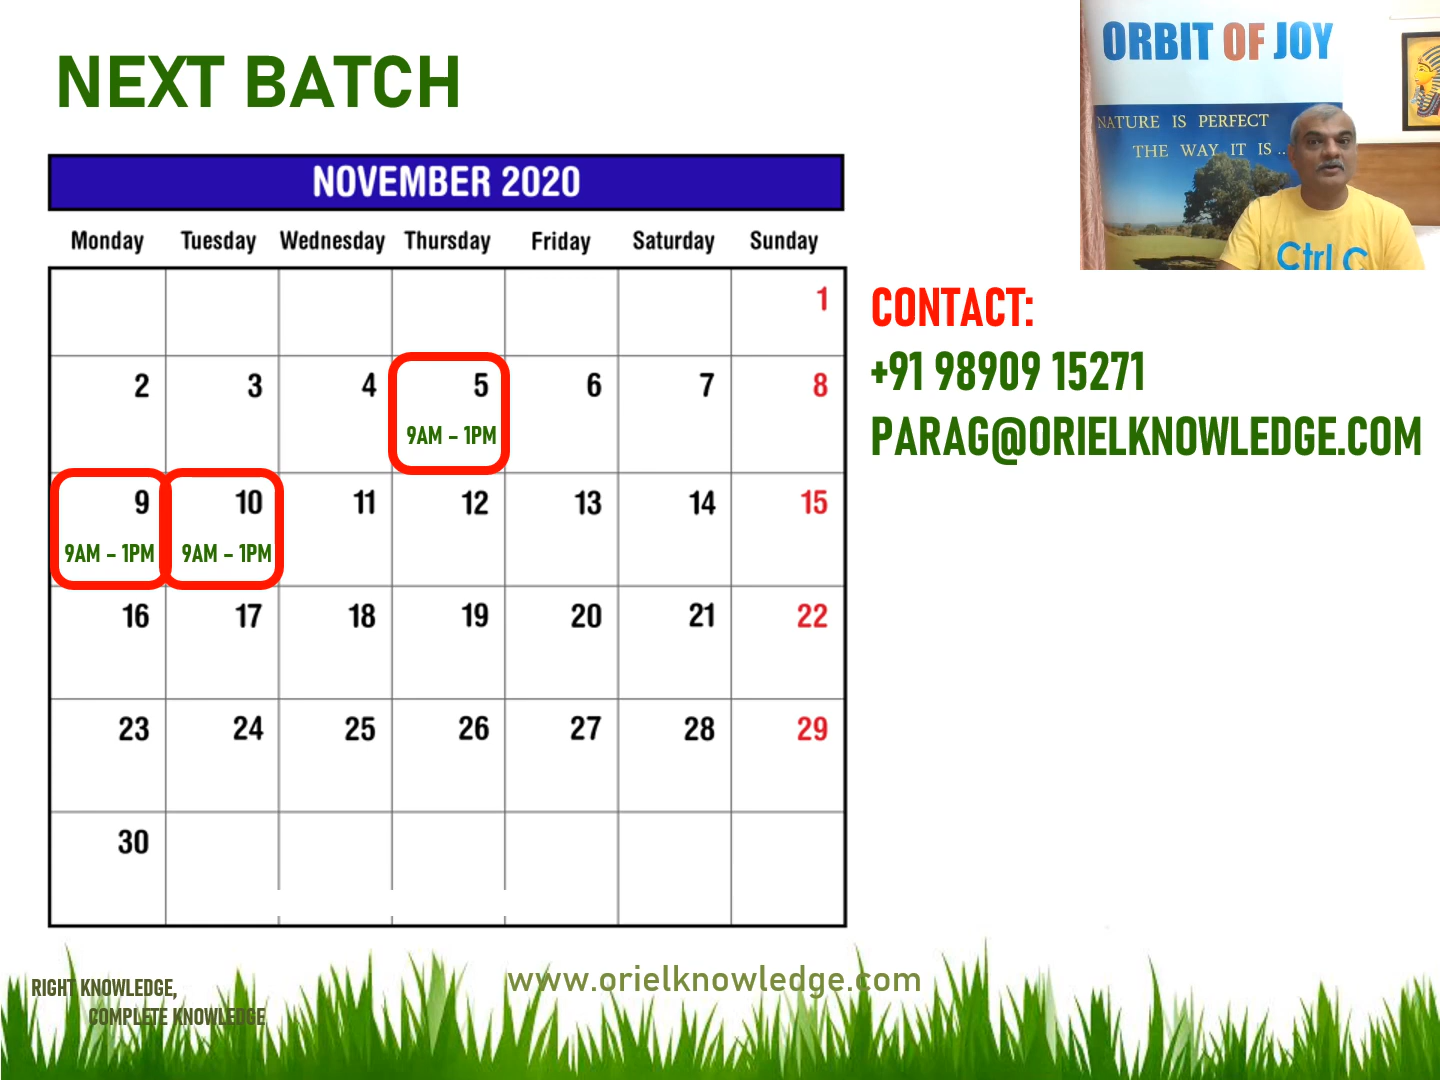 NEXT BATCH
ORBIT OF JOY
NATURE IS PERFECT
THE WAY IT IS ..
Ctrl C
NOVEMBER 2020
Monday Tuesday Wednesday Thursday Friday Saturday Sunday
1
2 3 4 5 6 7 8
9AM – 1PM
9 10 11 12 13 14 15
9AM – 1PM 9AM – 1PM
16 17 18 19 20 21 22
23 24 25 26 27 28 29
30
CONTACT:
+91 98909 15271
PARAG@ORIELKNOWLEDGE.COM
www.orielknowledge.com
RIGHT KNOWLEDGE,
COMPLETE KNOWLEDGE